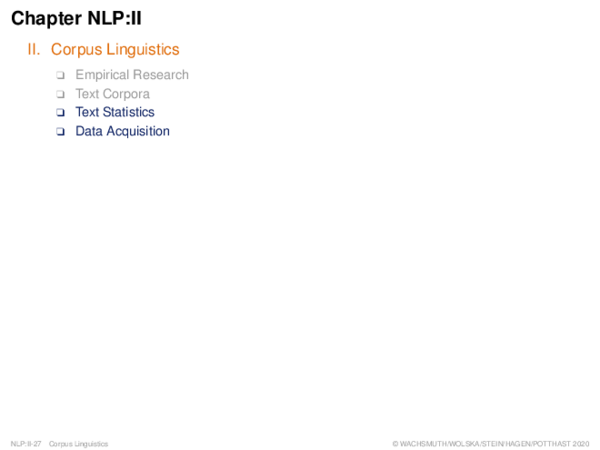 Chapter NLP:II
II. Corpus Linguistics
❑ Empirical Research
❑ Text Corpora
❑ Text Statistics
❑ Data Acquisition
NLP:II-27 Corpus Linguistics © WACHSMUTH/WOLSKA/STEIN/HAGEN/POTTHAST 2020